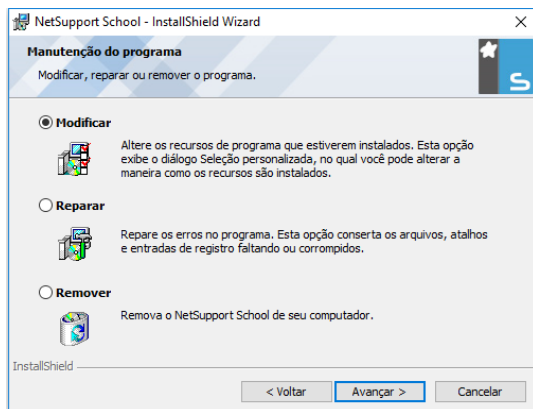 NetSupport School - InstallShield Wizard
Manutenção do programa
Modificar, reparar ou remover o programa.
S
Modificar
Altere os recursos de programa que estiverem instalados. Esta opção
exibe o diálogo Seleção personalizada, no qual você pode alterar a
maneira como os recursos são instalados.
Reparar
Repare os erros no programa. Esta opção conserta os arquivos, atalhos
e entradas de registro faltando ou corrompidos.
Remover
Remova o NetSupport School de seu computador.
InstallShield
< Voltar
Avançar >
Cancelar